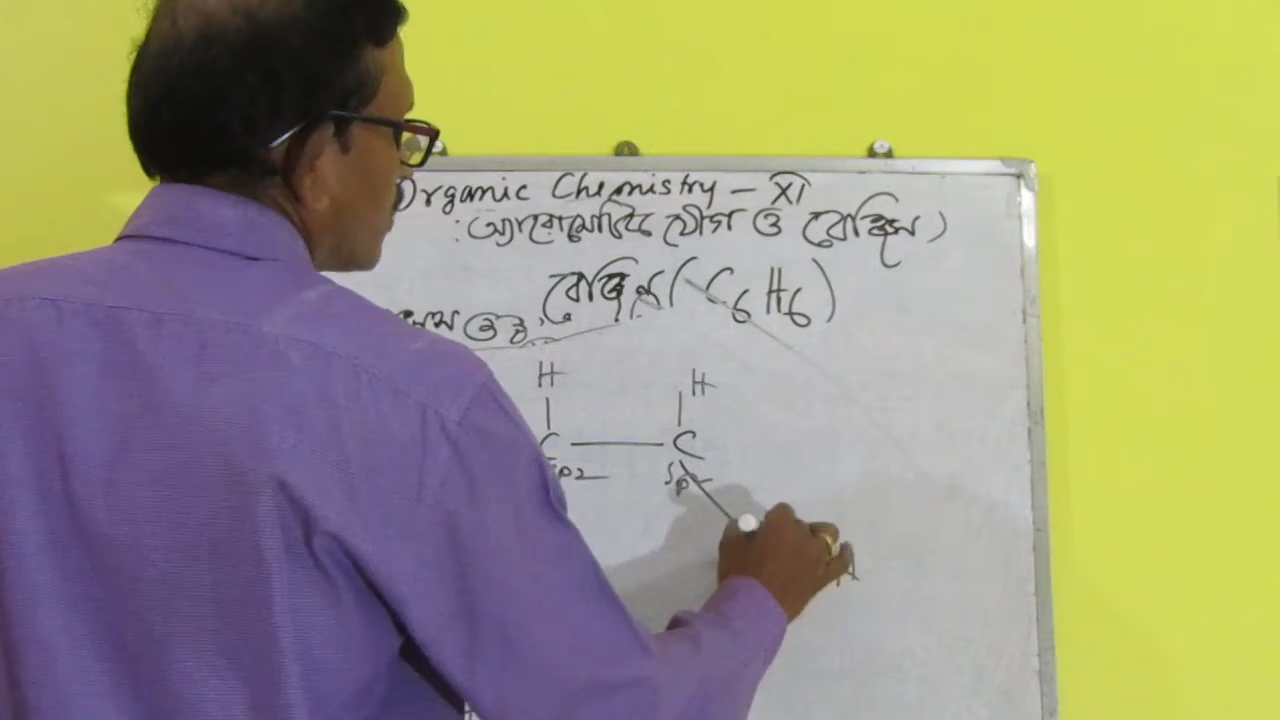 Organic Chemistry - XI
: অ্যারোমেটিক যৌগ ও বেঞ্জিন)
বেঞ্জিন (C6H6)
H H
C — C
sp2 sp2